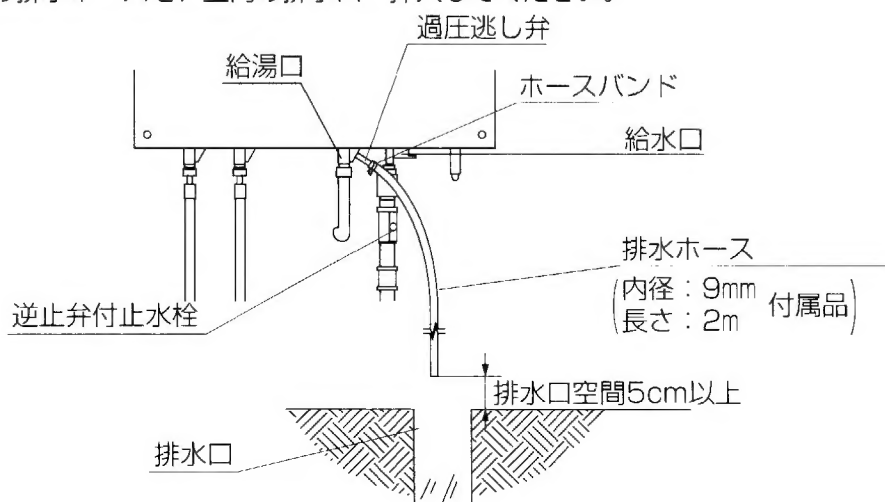 過圧逃し弁
給湯口
ホースバンド
給水口
排水ホース
(内径：9mm 付属品)
長さ：2m
逆止弁付止水栓
排水口空間5cm以上
排水口